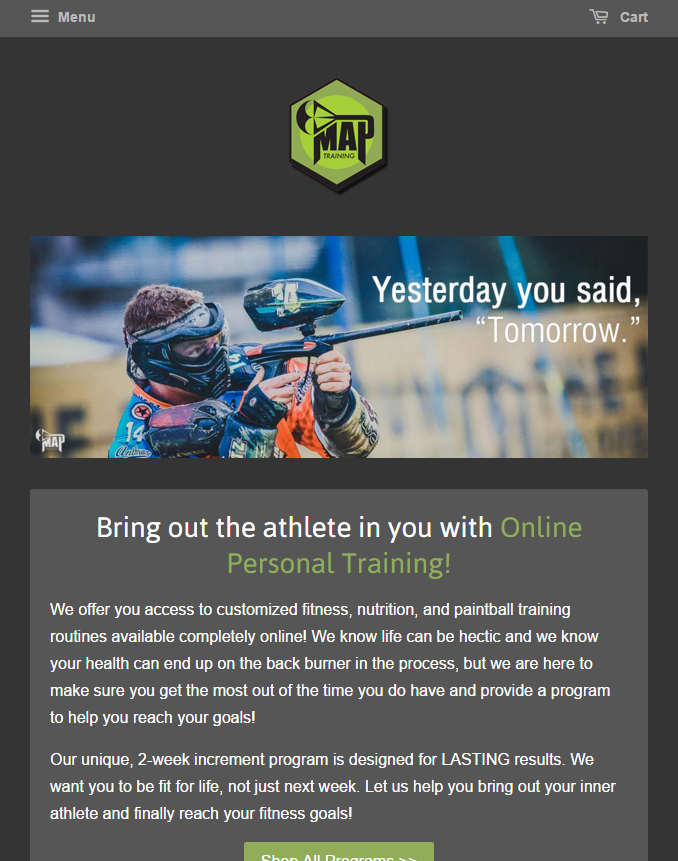 Menu
Cart
MAP
TRAINING
Yesterday you said,
“Tomorrow.”
14
MAP
Bring out the athlete in you with Online
Personal Training!
We offer you access to customized fitness, nutrition, and paintball training
routines available completely online! We know life can be hectic and we know
your health can end up on the back burner in the process, but we are here to
make sure you get the most out of the time you do have and provide a program
to help you reach your goals!
Our unique, 2-week increment program is designed for LASTING results. We
want you to be fit for life, not just next week. Let us help you bring out your inner
athlete and finally reach your fitness goals!
Shop All Programs >>